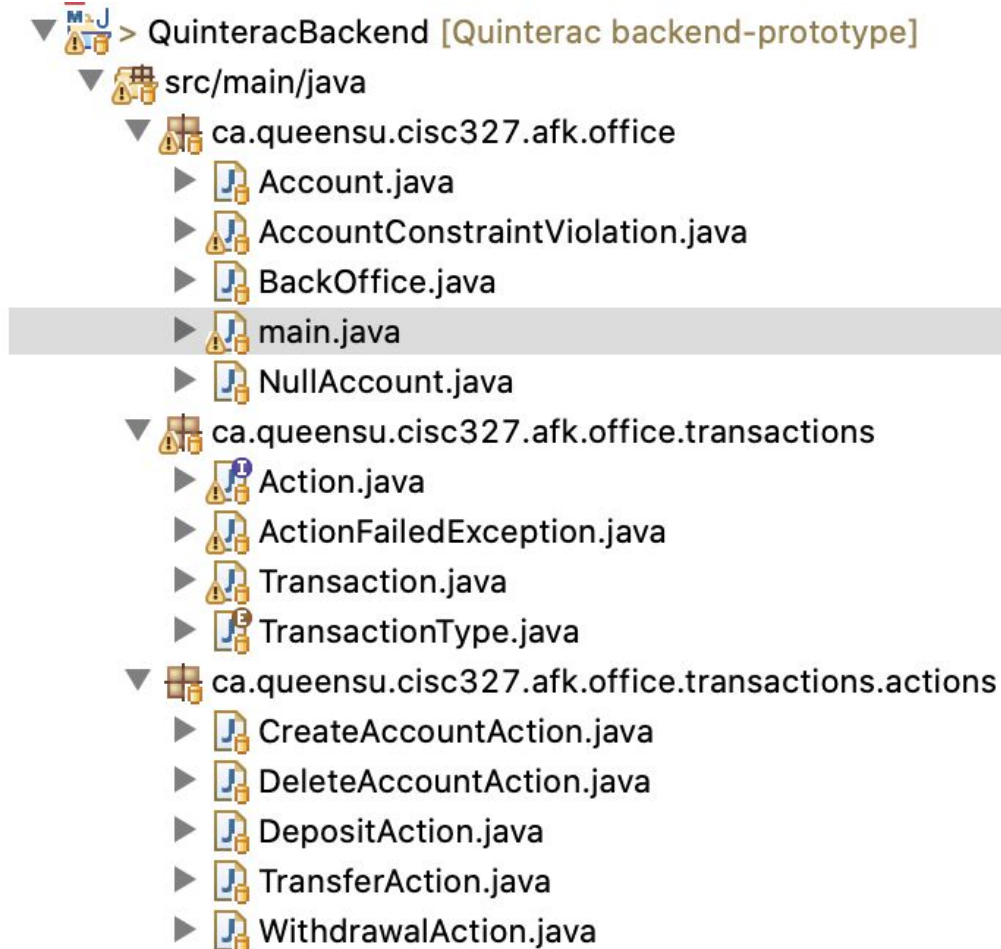 > QuinteracBackend [Quinterac backend-prototype]
src/main/java
ca.queensu.cisc327.afk.office
Account.java
AccountConstraintViolation.java
BackOffice.java
main.java
NullAccount.java
ca.queensu.cisc327.afk.office.transactions
Action.java
ActionFailedException.java
Transaction.java
TransactionType.java
ca.queensu.cisc327.afk.office.transactions.actions
CreateAccountAction.java
DeleteAccountAction.java
DepositAction.java
TransferAction.java
WithdrawalAction.java